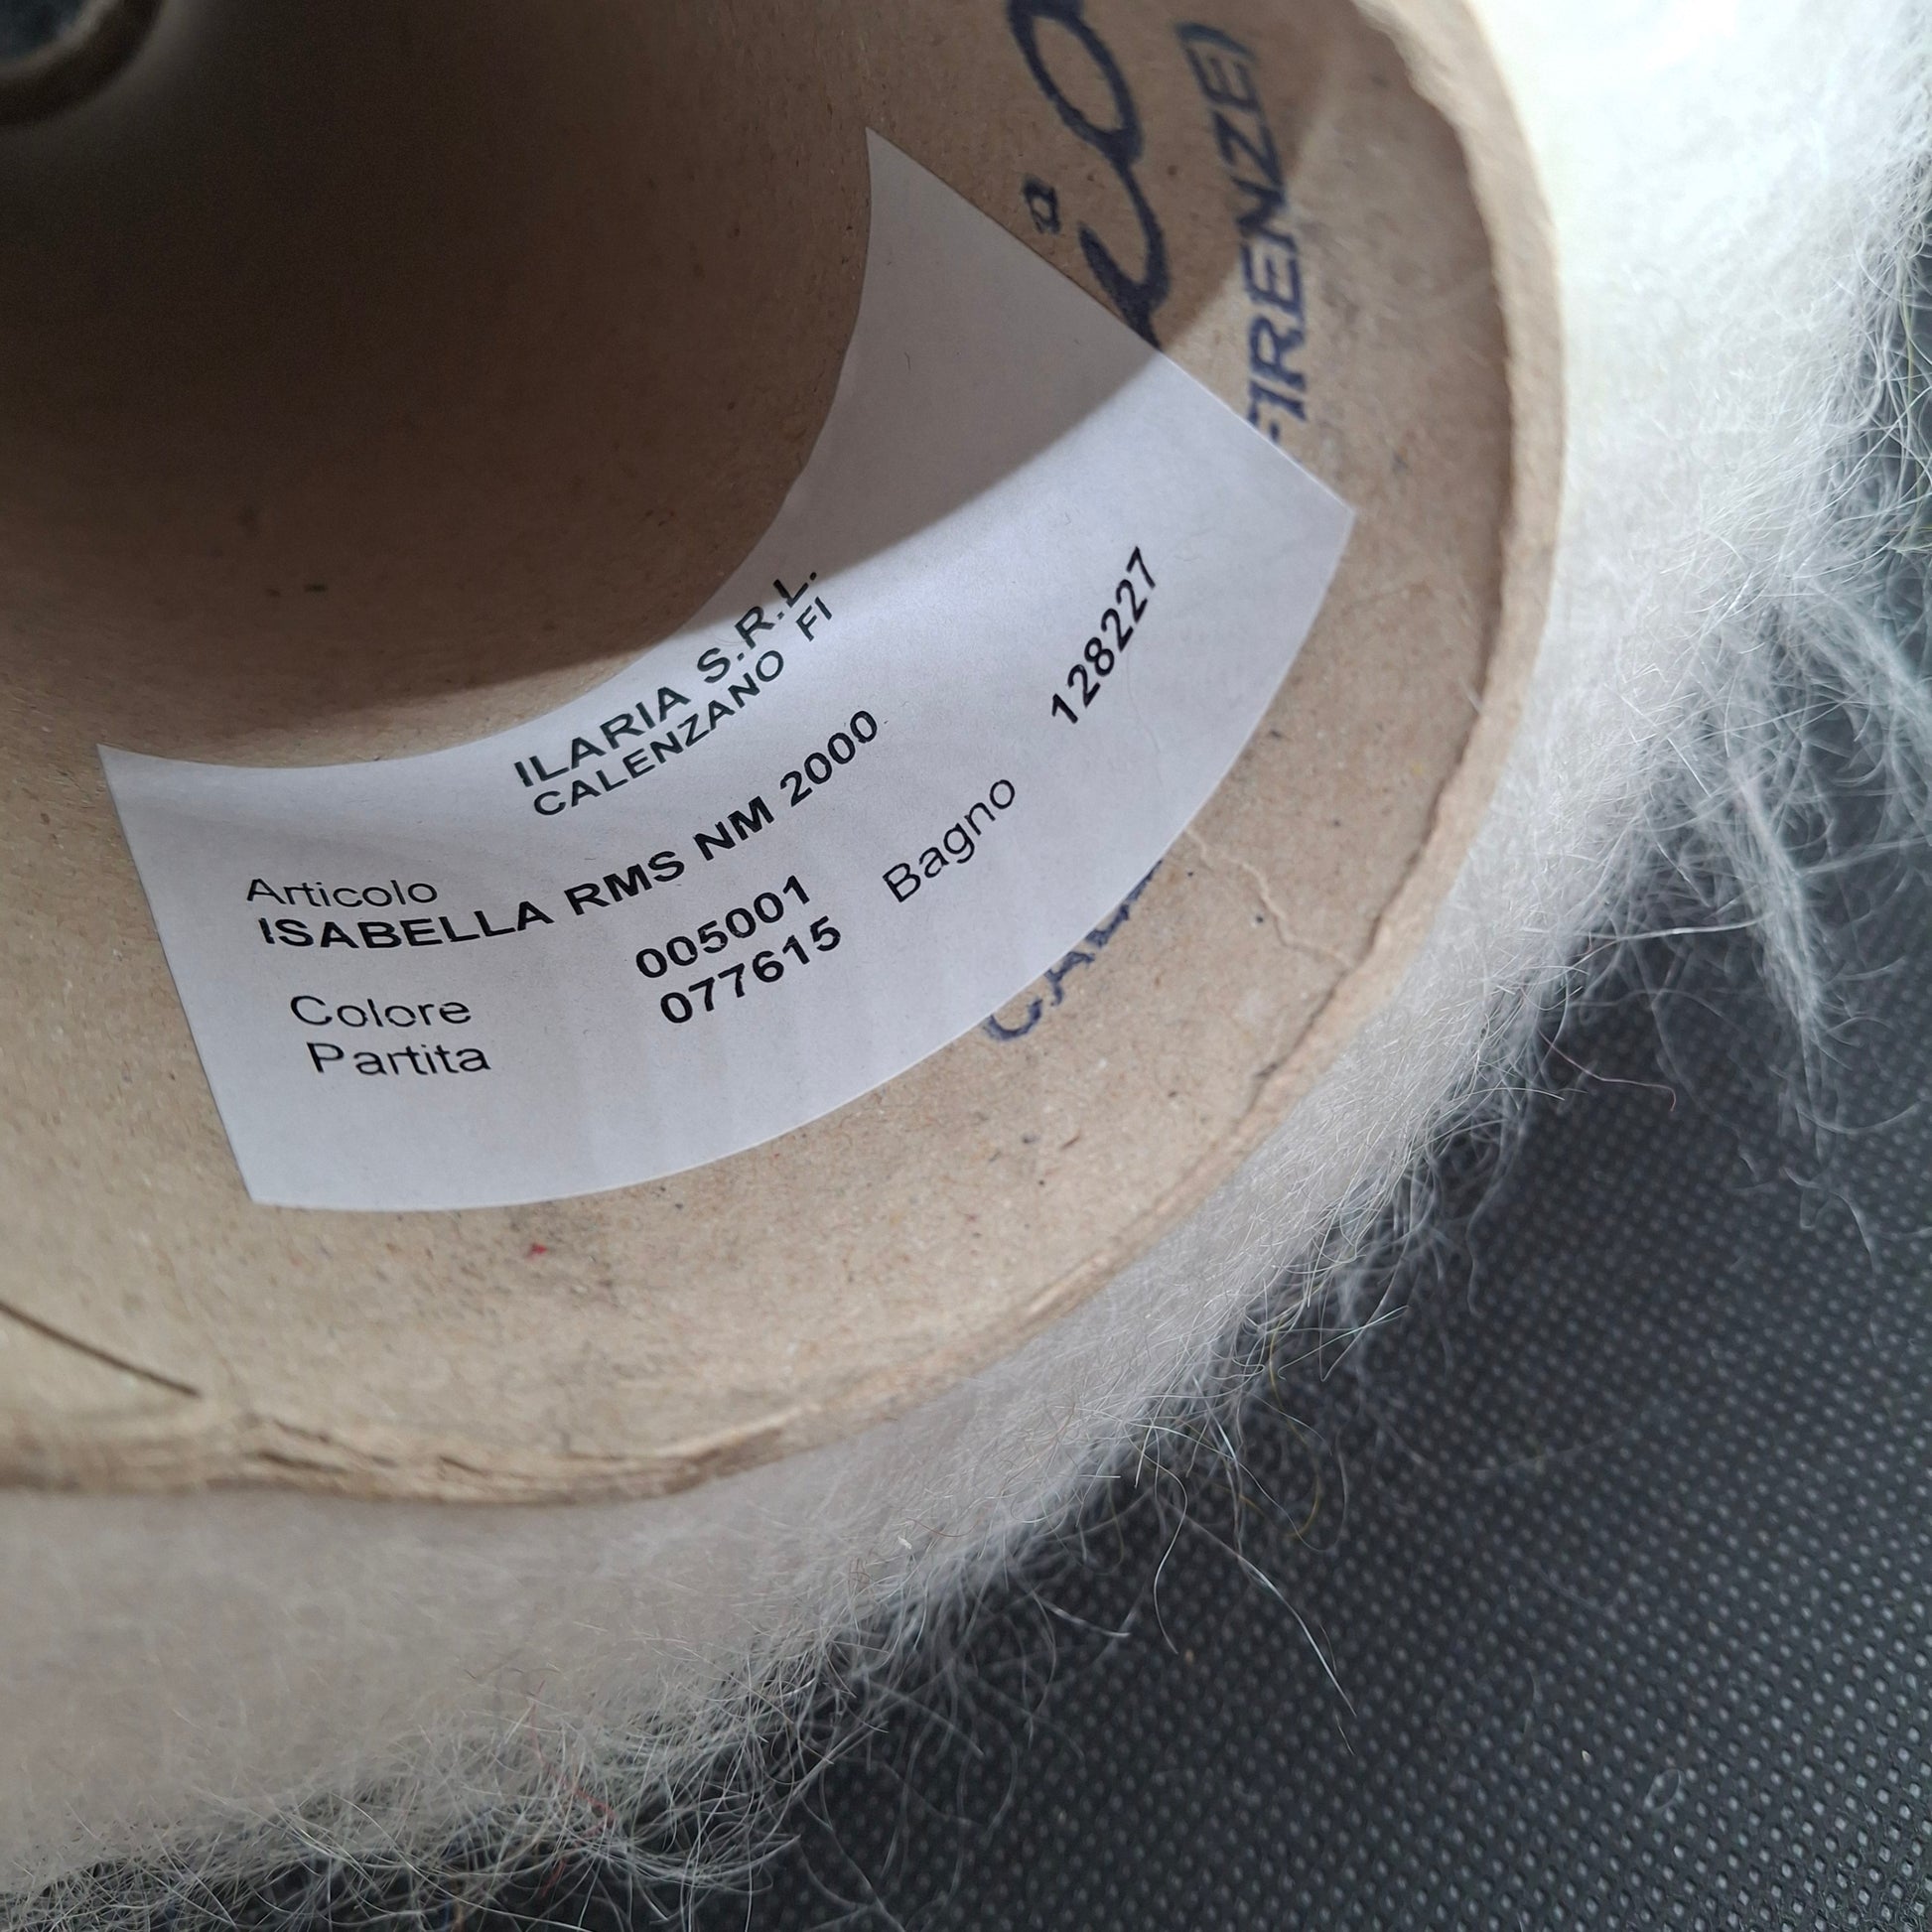 ILARIA S.R.L.
CALENZANO FI
Articolo
ISABELLA RMS NM 2000
Colore 005001
Partita 077615 Bagno 128227
FIRENZE)